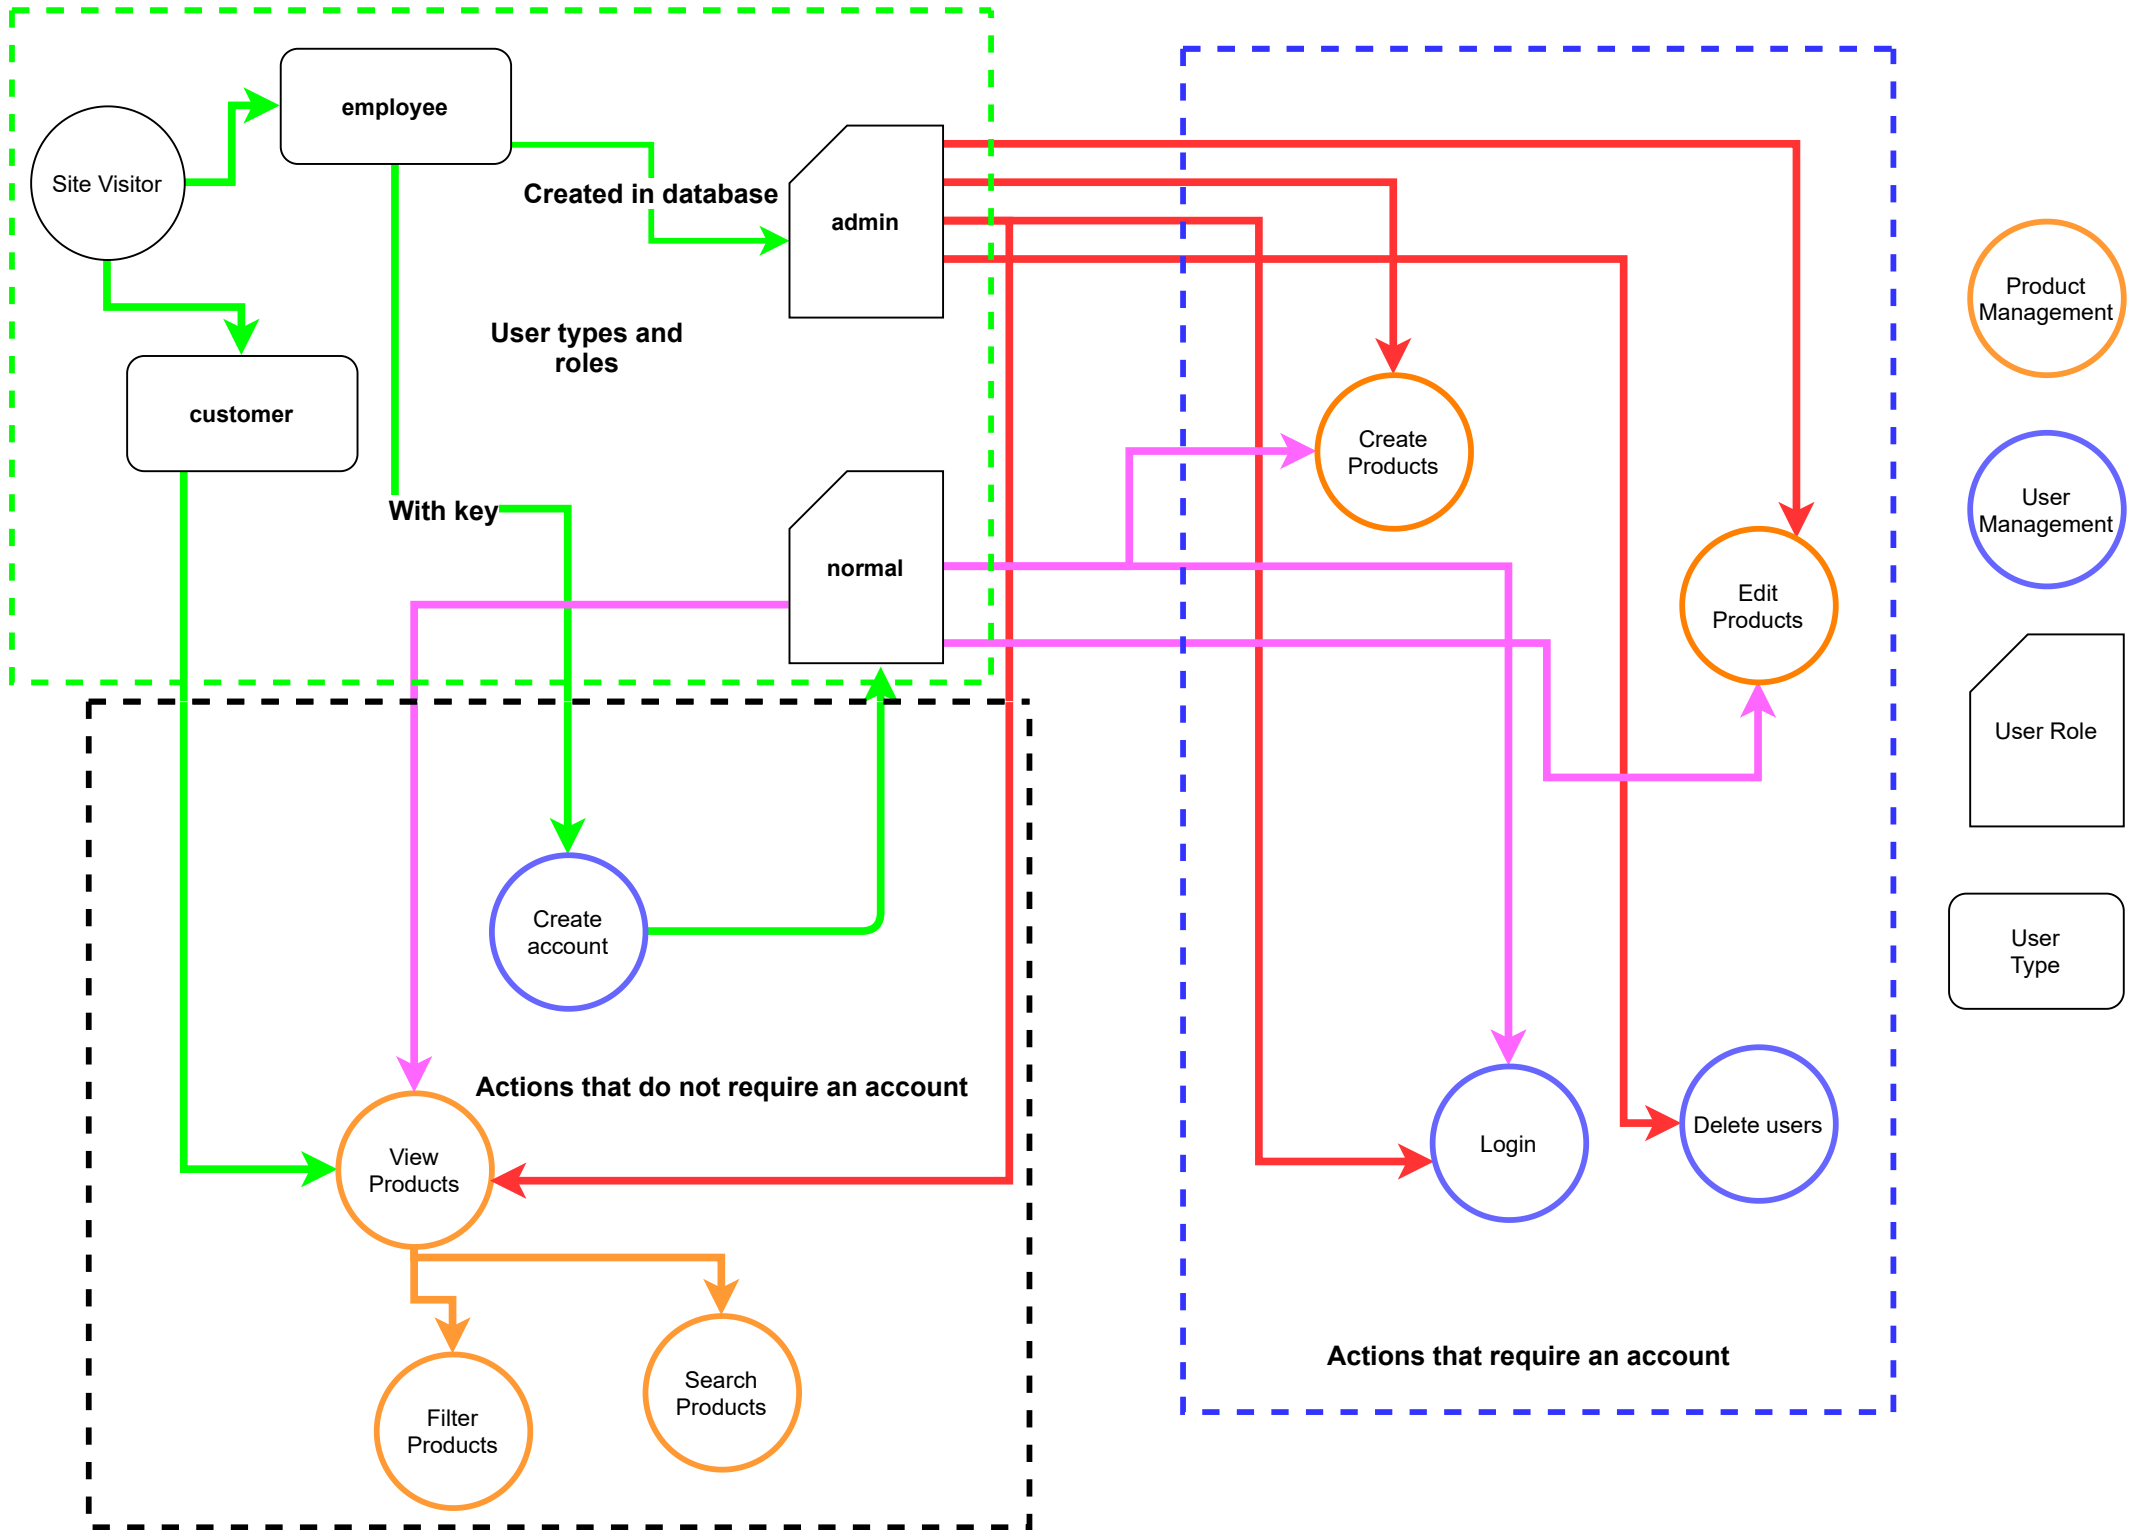 employee
Site Visitor
Created in database
admin
User types and
roles
customer
With key
normal
Create
Products
Edit
Products
Product
Management
User
Management
User Role
User
Type
Create
account
Actions that do not require an account
View
Products
Login
Delete users
Search
Products
Filter
Products
Actions that require an account